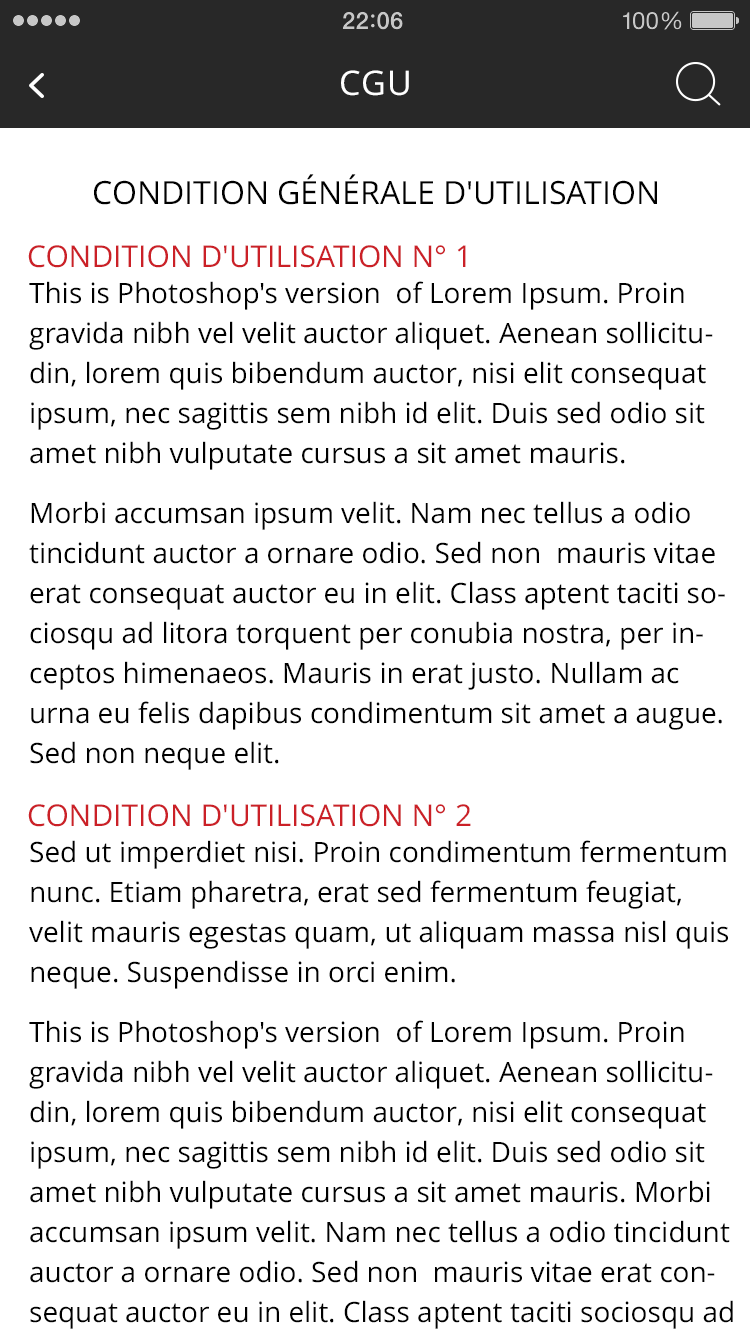 22:06
100%
CGU
CONDITION GÉNÉRALE D'UTILISATION
CONDITION D'UTILISATION N° 1
This is Photoshop's version  of Lorem Ipsum. Proin
gravida nibh vel velit auctor aliquet. Aenean sollicitu-
din, lorem quis bibendum auctor, nisi elit consequat
ipsum, nec sagittis sem nibh id elit. Duis sed odio sit
amet nibh vulputate cursus a sit amet mauris.
Morbi accumsan ipsum velit. Nam nec tellus a odio
tincidunt auctor a ornare odio. Sed non  mauris vitae
erat consequat auctor eu in elit. Class aptent taciti so-
ciosqu ad litora torquent per conubia nostra, per in-
ceptos himenaeos. Mauris in erat justo. Nullam ac
urna eu felis dapibus condimentum sit amet a augue.
Sed non neque elit.
CONDITION D'UTILISATION N° 2
Sed ut imperdiet nisi. Proin condimentum fermentum
nunc. Etiam pharetra, erat sed fermentum feugiat,
velit mauris egestas quam, ut aliquam massa nisl quis
neque. Suspendisse in orci enim.
This is Photoshop's version  of Lorem Ipsum. Proin
gravida nibh vel velit auctor aliquet. Aenean sollicitu-
din, lorem quis bibendum auctor, nisi elit consequat
ipsum, nec sagittis sem nibh id elit. Duis sed odio sit
amet nibh vulputate cursus a sit amet mauris. Morbi
accumsan ipsum velit. Nam nec tellus a odio tincidunt
auctor a ornare odio. Sed non  mauris vitae erat con-
sequat auctor eu in elit. Class aptent taciti sociosqu ad